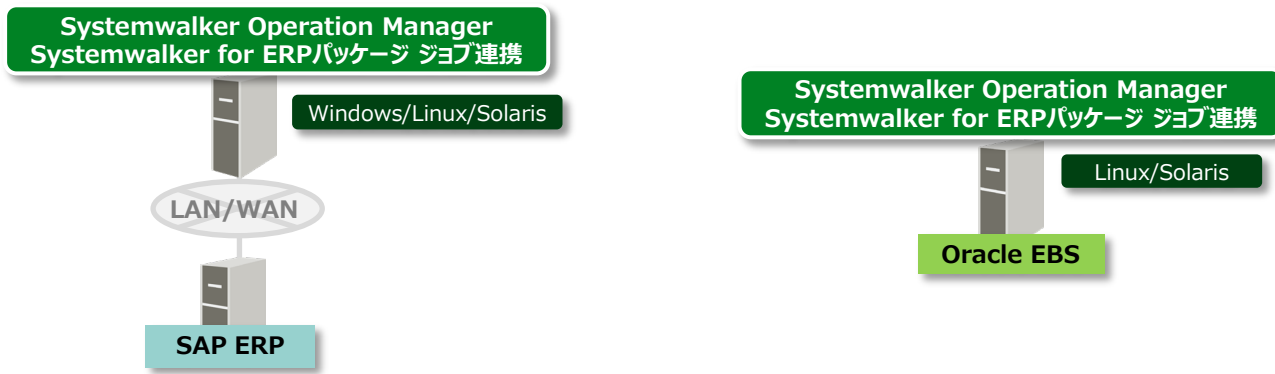 Systemwalker Operation Manager
Systemwalker for ERPパッケージ ジョブ連携
Windows/Linux/Solaris
LAN/WAN
SAP ERP
Systemwalker Operation Manager
Systemwalker for ERPパッケージ ジョブ連携
Linux/Solaris
Oracle EBS